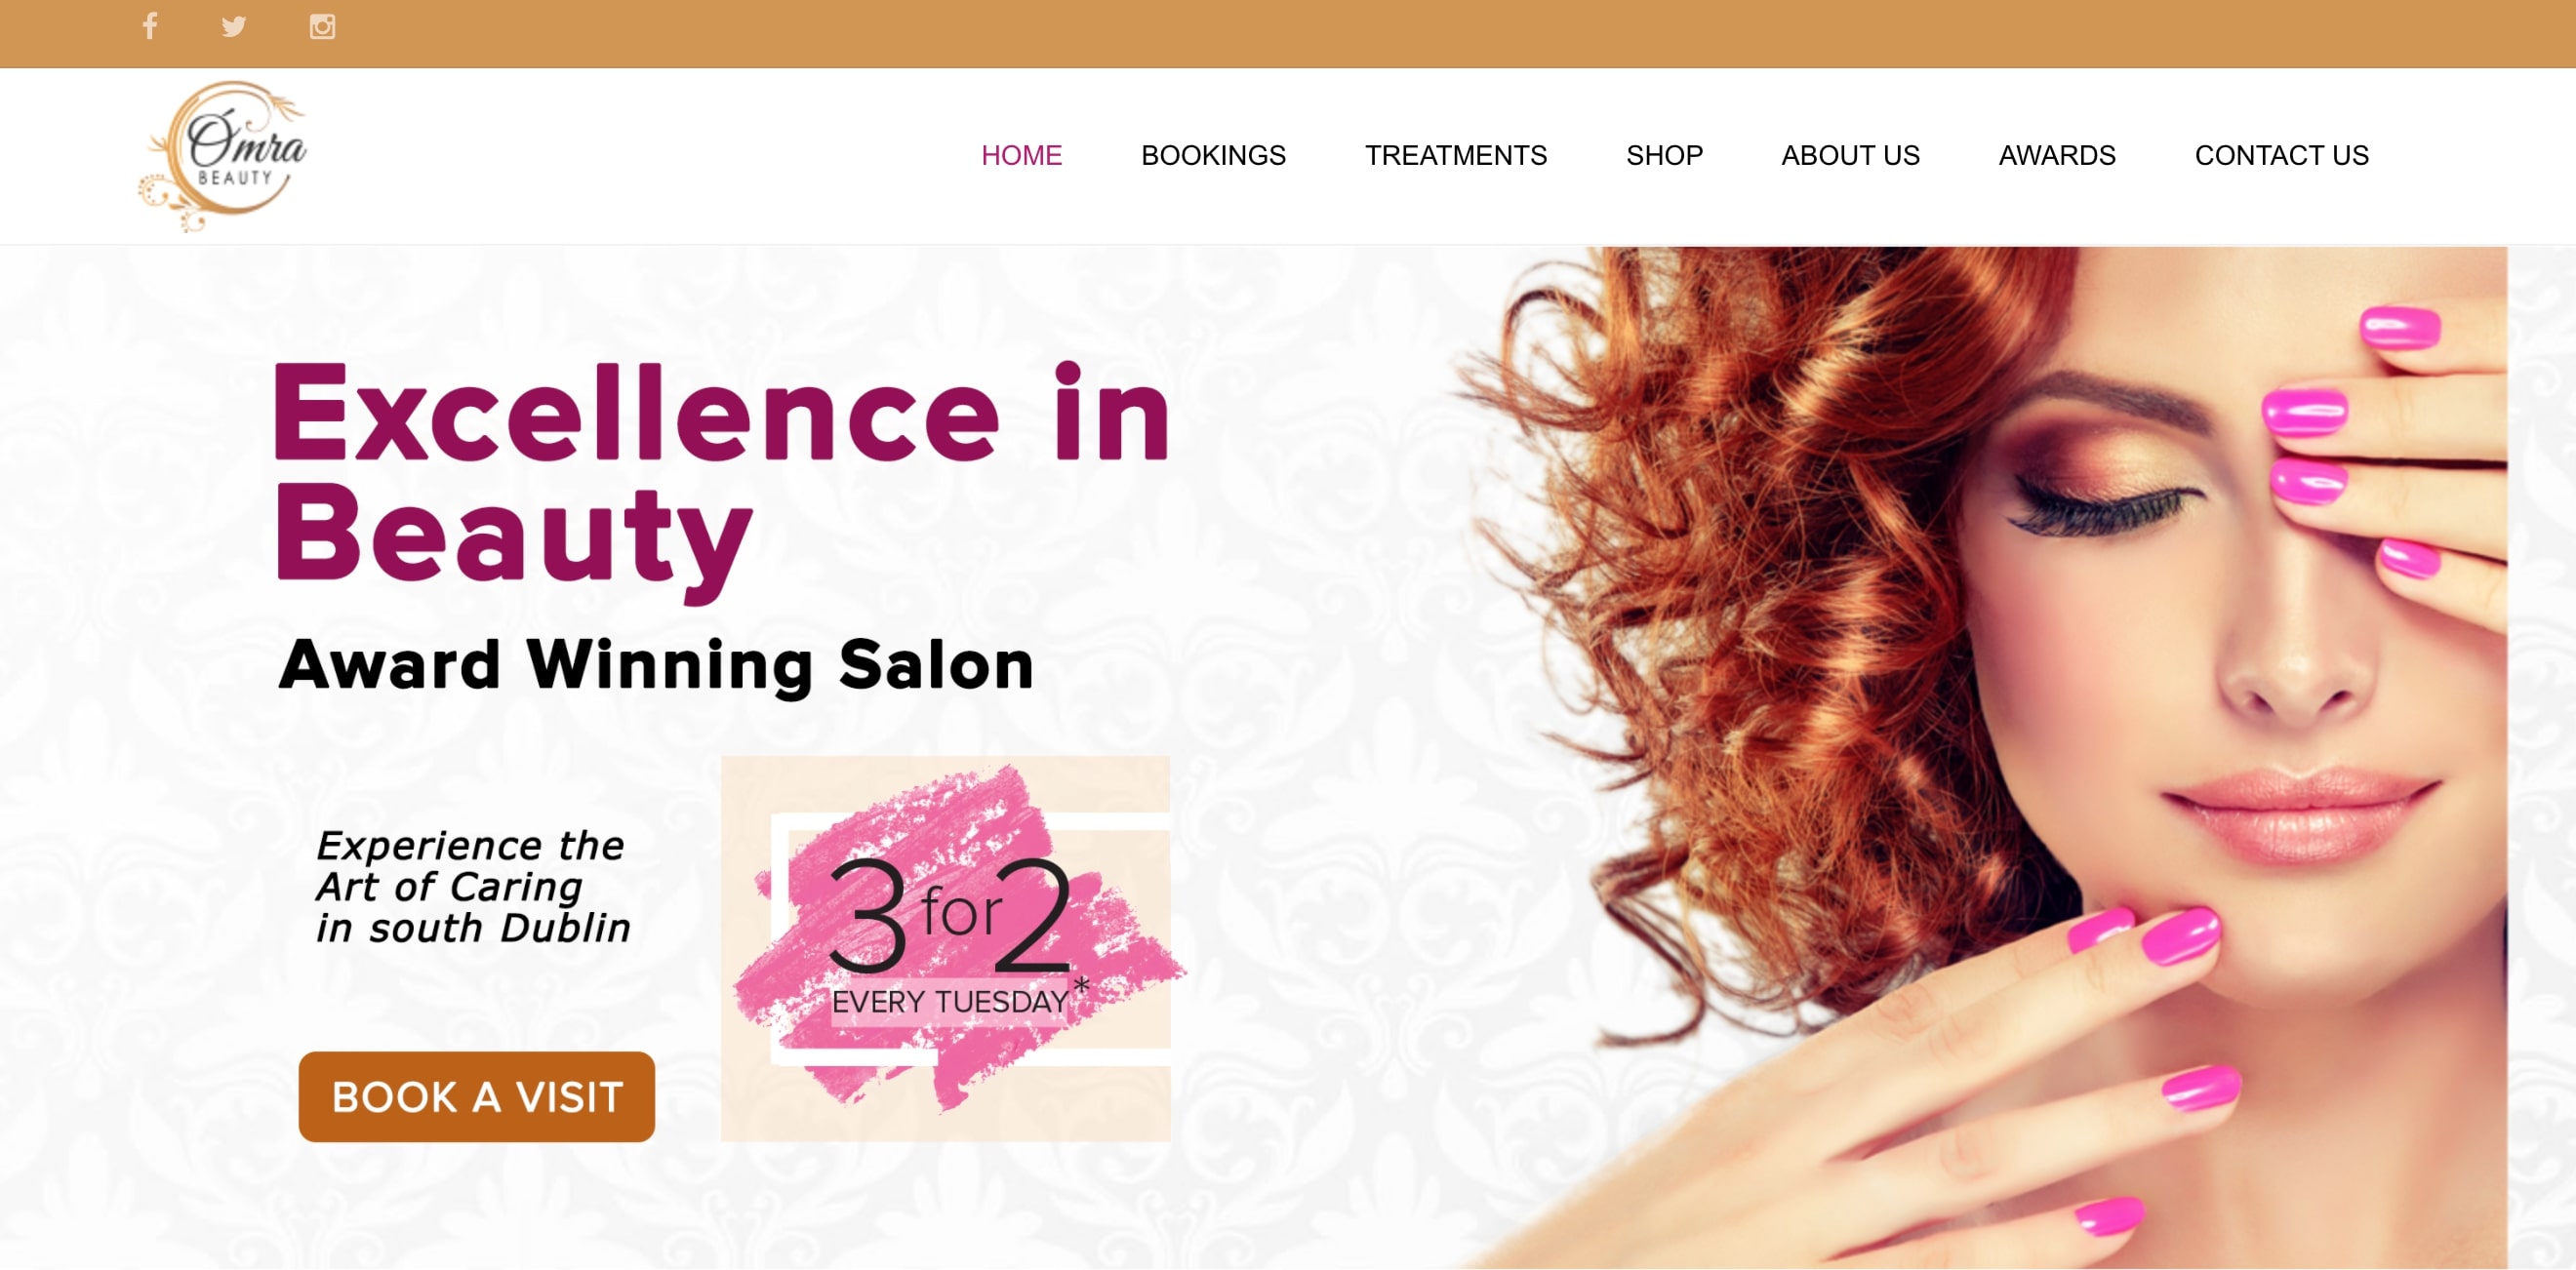 Ómra
BEAUTY
HOME BOOKINGS TREATMENTS SHOP ABOUT US AWARDS CONTACT US
Excellence in
Beauty
Award Winning Salon
Experience the
Art of Caring
in south Dublin
BOOK A VISIT
3 for 2
EVERY TUESDAY*